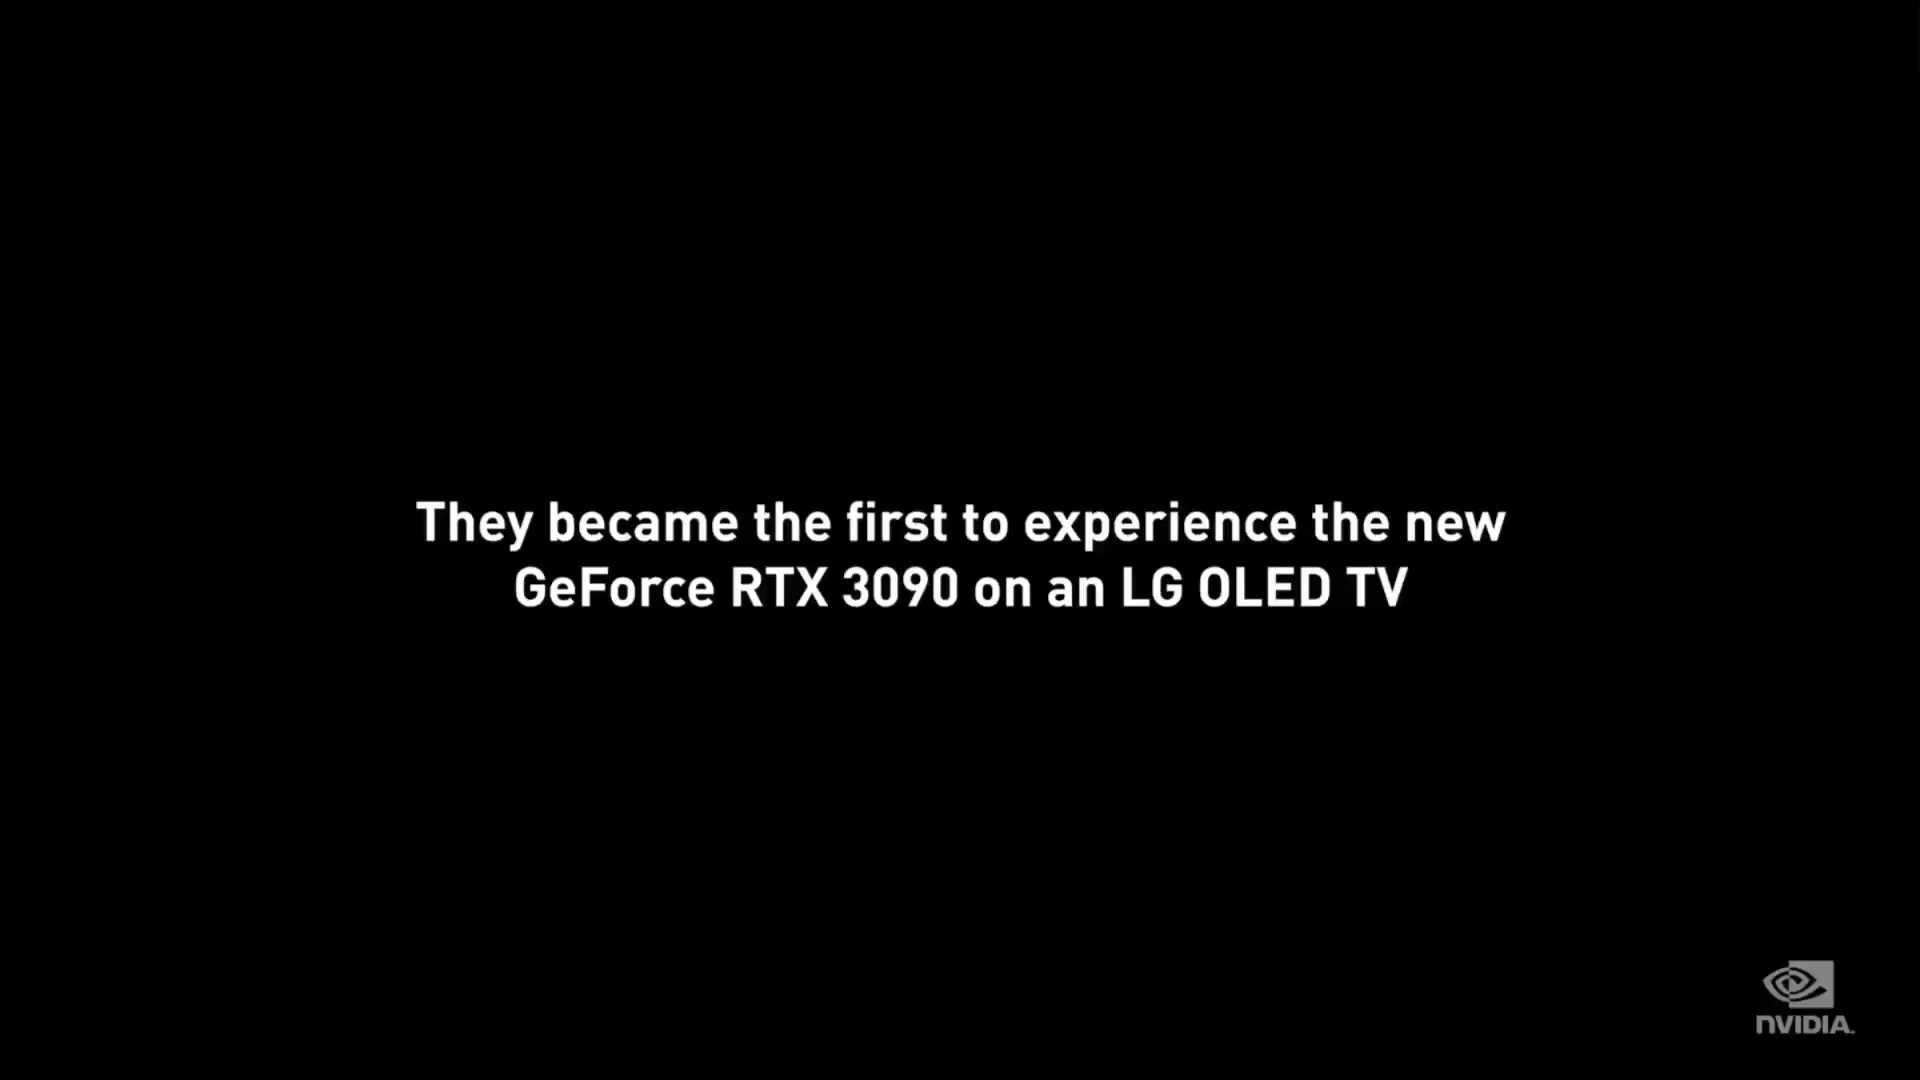 They became the first to experience the new
GeForce RTX 3090 on an LG OLED TV
NVIDIA.